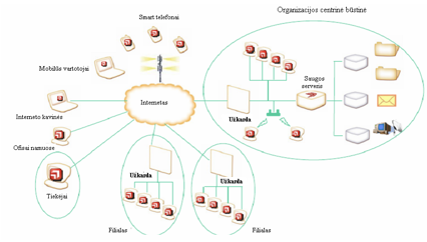 Organizacijos centrinė būstinė
Smart telefonai
Mobilūs vartotojai
Saugos
serveris
Internetas
Interneto kavinės
Užkarda
Ofisai namuose
Užkarda
Užkarda
Tiekėjai
Filialas
Filialas